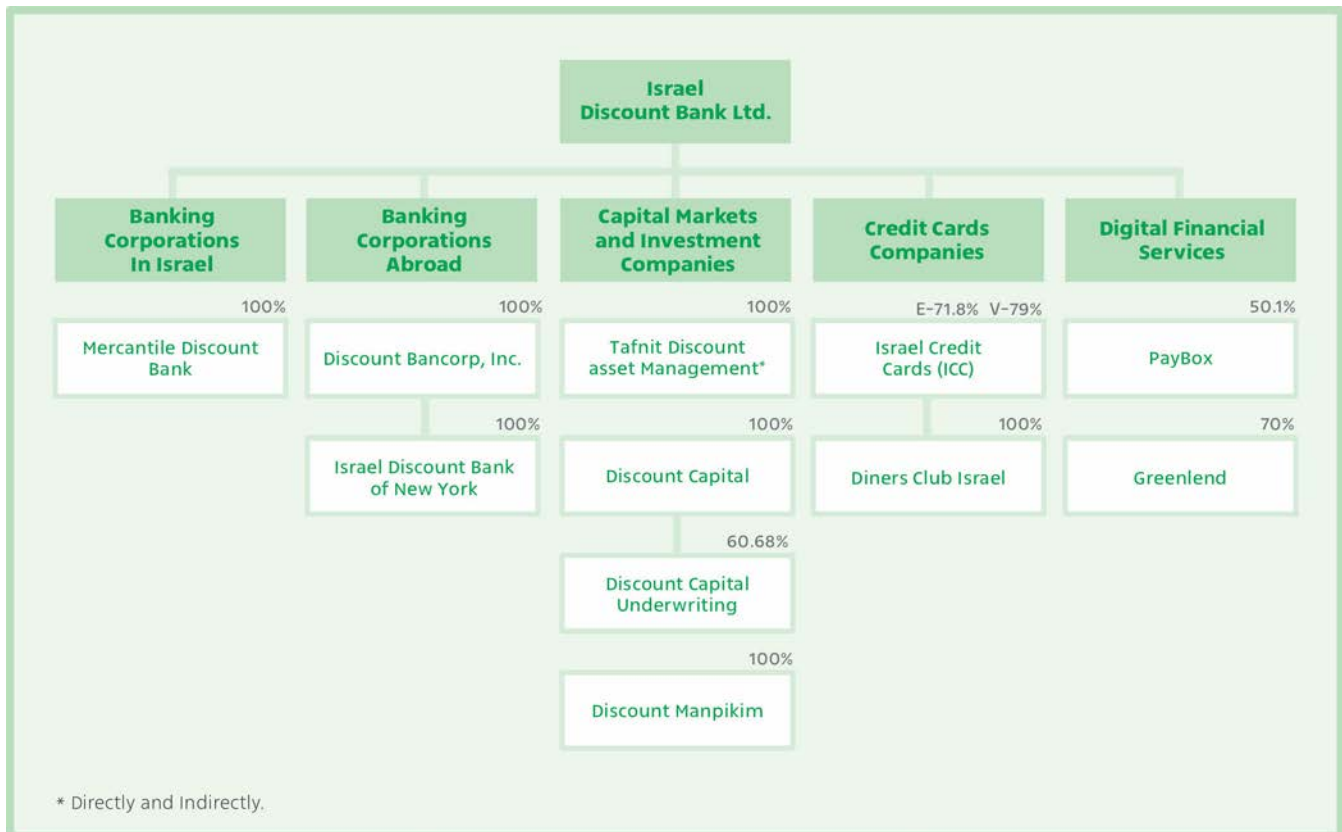 Israel
Discount Bank Ltd.
Banking
Corporations
In Israel
100%
Mercantile Discount
Bank
Banking
Corporations
Abroad
100%
Discount Bancorp, Inc.
100%
Israel Discount Bank
of New York
Capital Markets
and Investment
Companies
100%
Tafnit Discount
asset Management*
100%
Discount Capital
60.68%
Discount Capital
Underwriting
100%
Discount Manpikim
Credit Cards
Companies
E-71.8% V-79%
Israel Credit
Cards (ICC)
100%
Diners Club Israel
Digital Financial
Services
50.1%
PayBox
70%
Greenlend
* Directly and Indirectly.